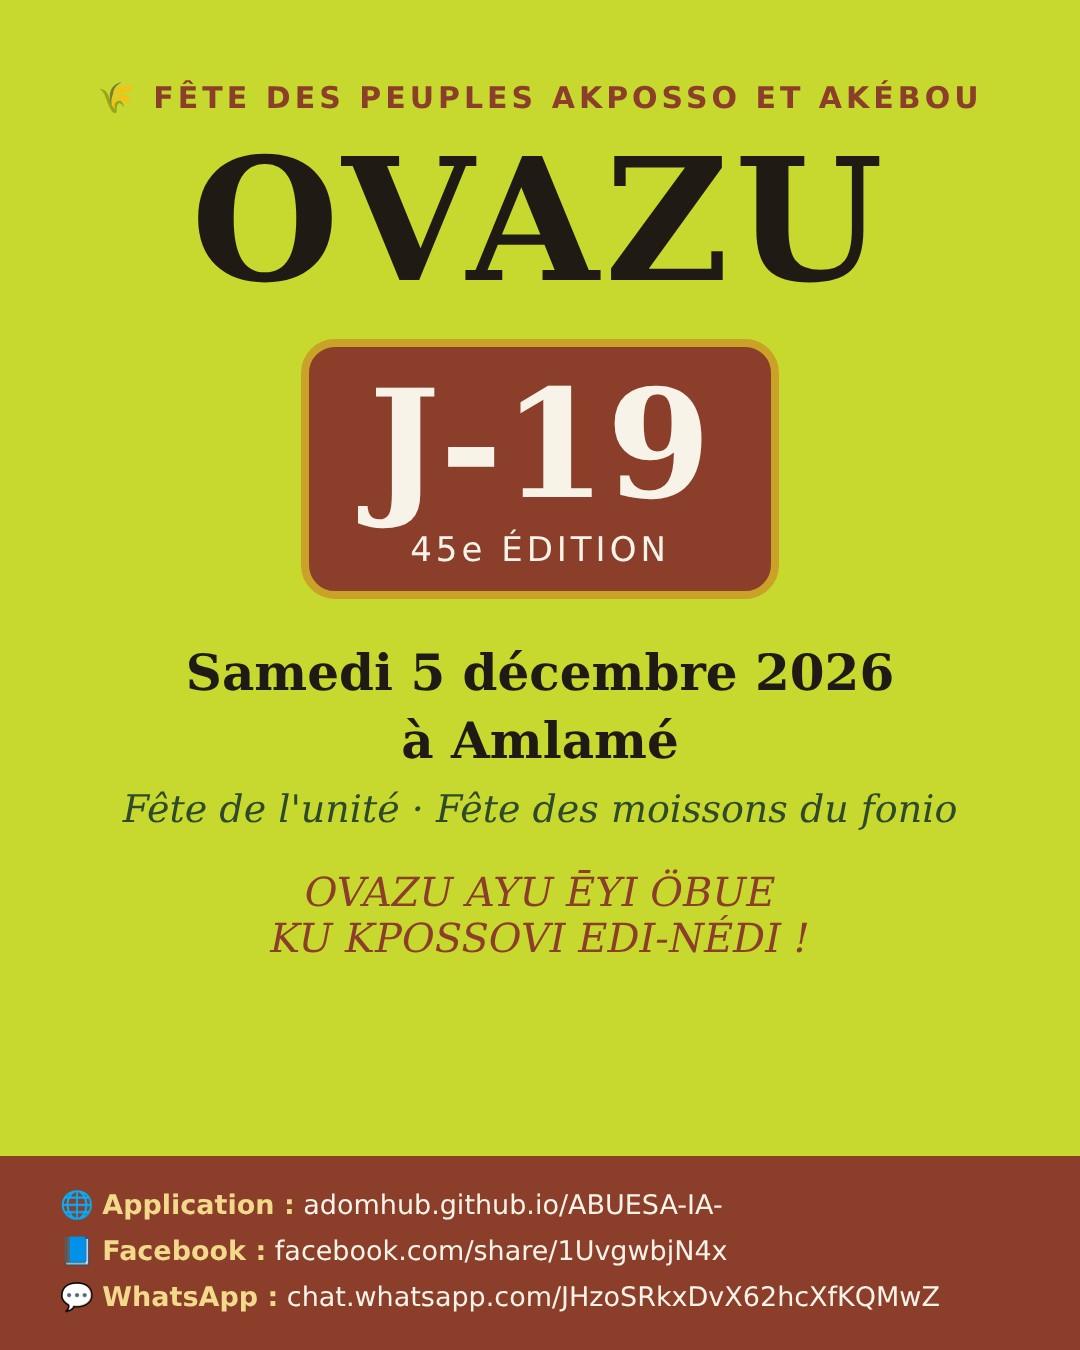 🌾 FÊTE DES PEUPLES AKPOSSO ET AKÉBOU
OVAZU
J-19
45e ÉDITION
Samedi 5 décembre 2026
à Amlamé
Fête de l'unité · Fête des moissons du fonio
OVAZU AYU ĒYI ÖBUE
KU KPOSSOVI EDI-NÉDI !
🌐 Application : adomhub.github.io/ABUESA-IA-
📘 Facebook : facebook.com/share/1UvgwbjN4x
💬 WhatsApp : chat.whatsapp.com/JHzoSRkxDvX62hcXfKQMwZ